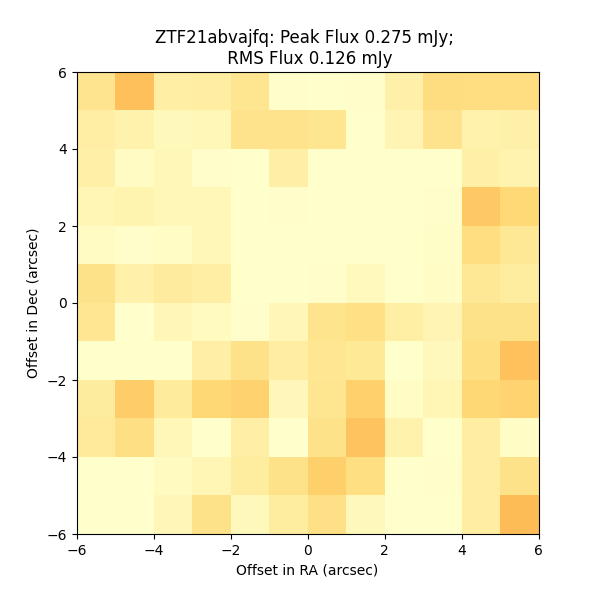 ZTF21abvajfq: Peak Flux 0.275 mJy;
RMS Flux 0.126 mJy
6
4
2
0
−2
−4
−6
Offset in Dec (arcsec)
−6 −4 −2 0 2 4 6
Offset in RA (arcsec)